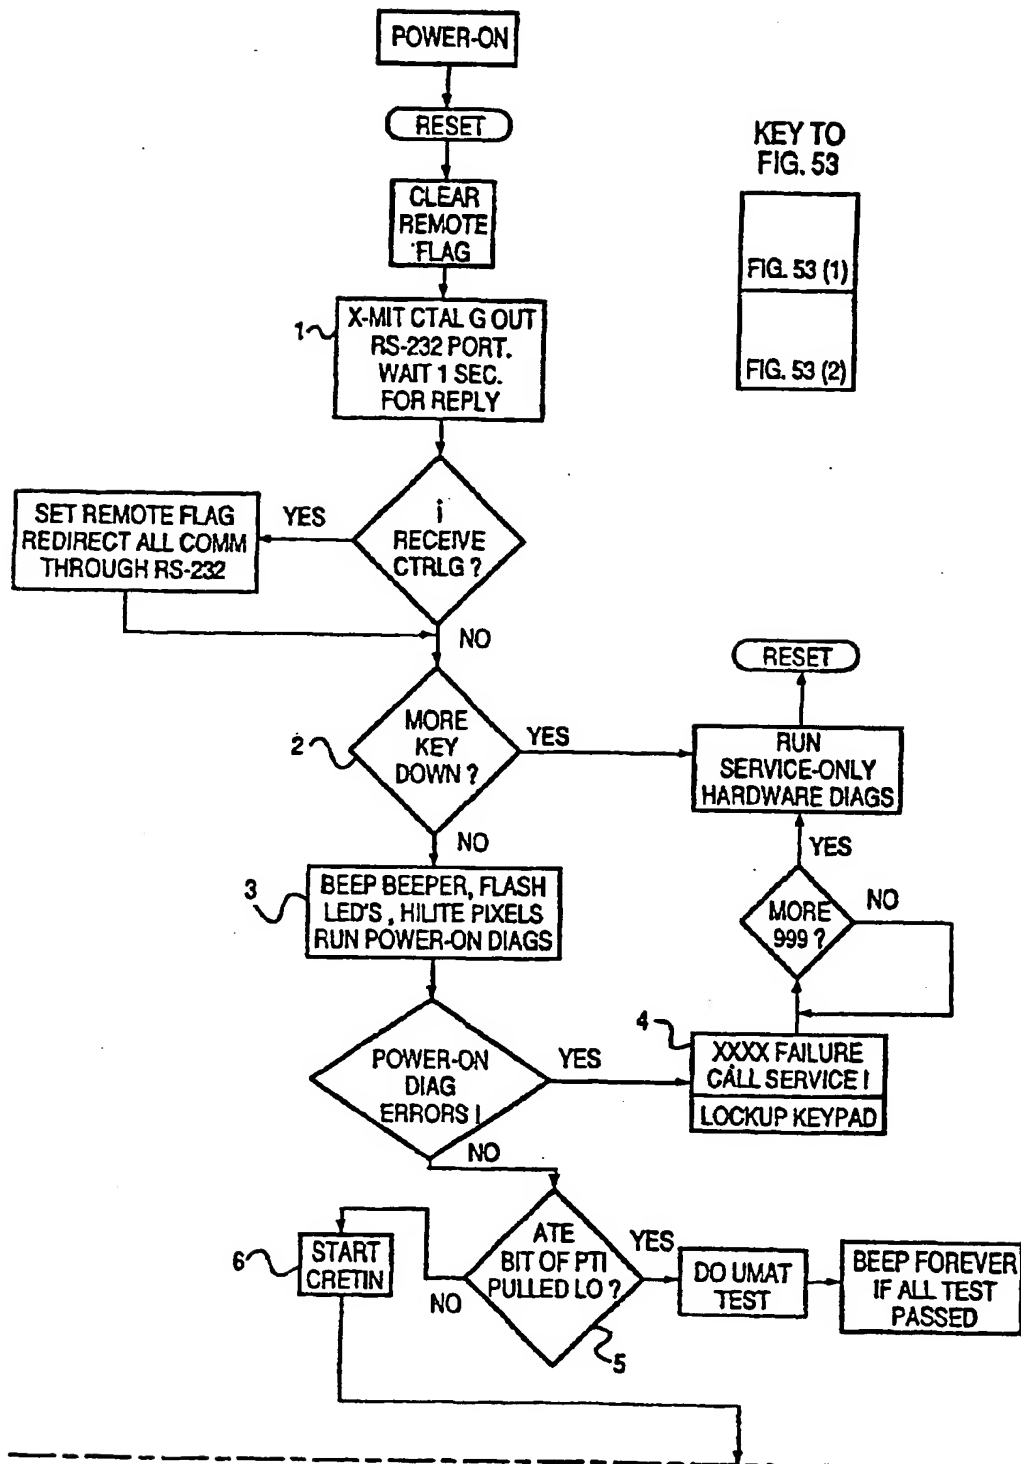 POWER-ON
RESET
KEY TO
FIG. 53
FIG. 53 (1)
FIG. 53 (2)
CLEAR
REMOTE
FLAG
1
X-MIT CTAL G OUT
RS-232 PORT.
WAIT 1 SEC.
FOR REPLY
i
RECEIVE
CTRLG ?
YES
SET REMOTE FLAG
REDIRECT ALL COMM
THROUGH RS-232
NO
2
MORE
KEY
DOWN ?
YES
RESET
RUN
SERVICE-ONLY
HARDWARE DIAGS
YES
NO
MORE
999 ?
NO
3
BEEP BEEPER, FLASH
LED'S, HILITE PIXELS
RUN POWER-ON DIAGS
4
XXXX FAILURE
CALL SERVICE I
LOCKUP KEYPAD
POWER-ON
DIAG
ERRORS I
YES
NO
6
START
CRETIN
ATE
BIT OF PTI
PULLED LO ?
NO
YES
5
DO UMAT
TEST
BEEP FOREVER
IF ALL TEST
PASSED